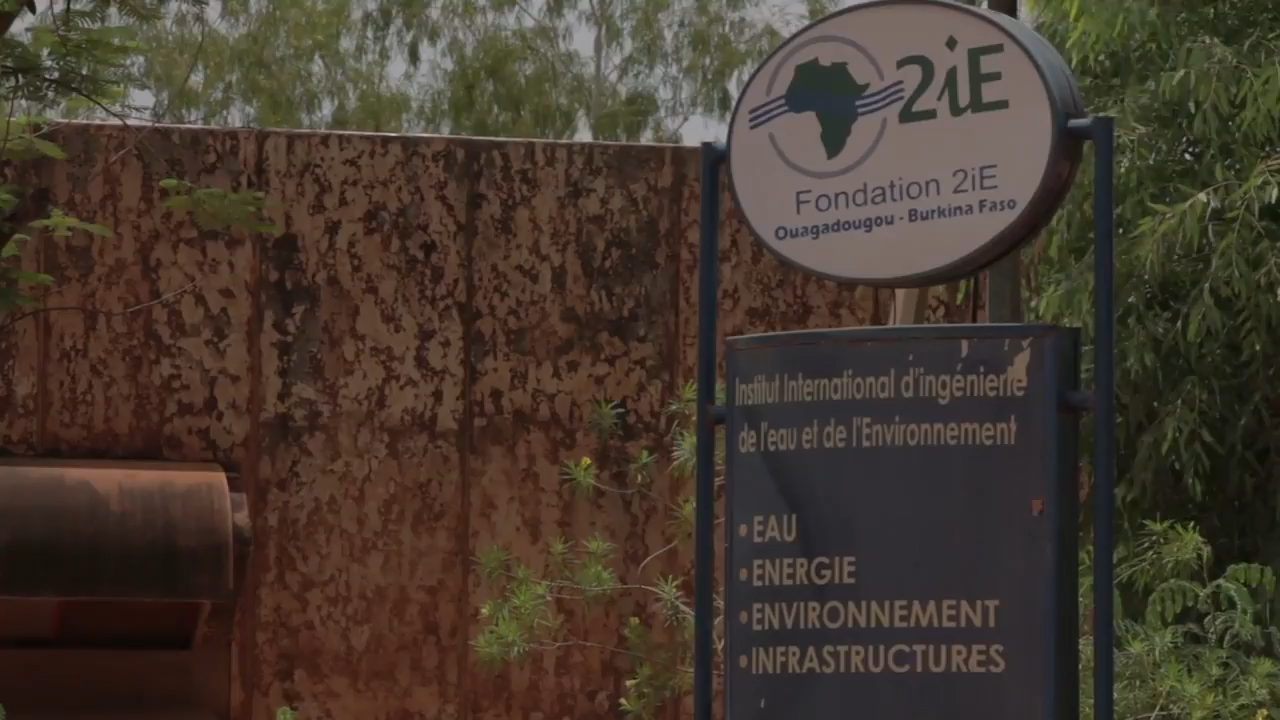 2iE
Fondation 2iE
Ouagadougou - Burkina Faso
Institut International d'ingénierie
de l'eau et de l'Environnement
• EAU
• ENERGIE
• ENVIRONNEMENT
• INFRASTRUCTURES